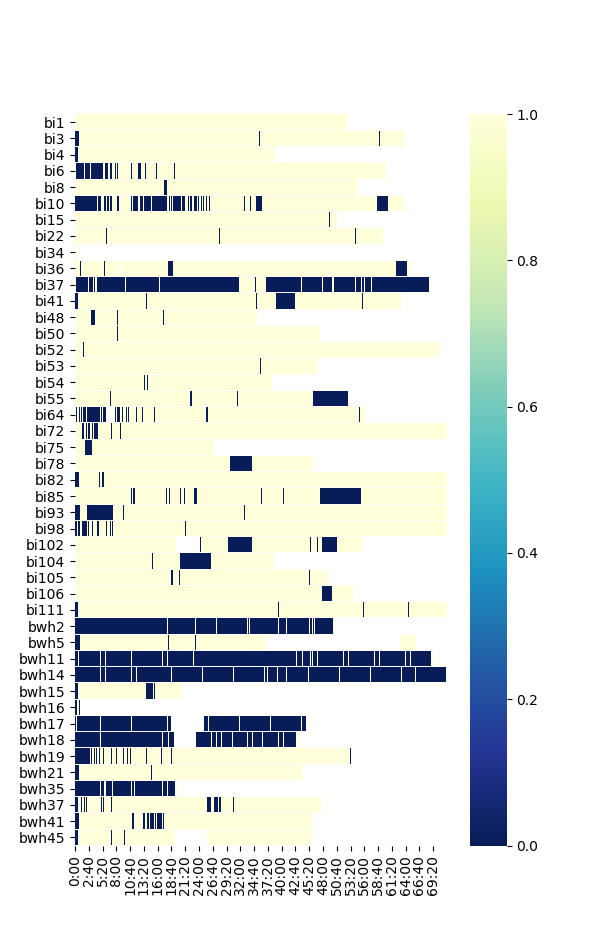 bi1
bi3
bi4
bi6
bi8
bi10
bi15
bi22
bi34
bi36
bi37
bi41
bi48
bi50
bi52
bi53
bi54
bi55
bi64
bi72
bi75
bi78
bi82
bi85
bi93
bi98
bi102
bi104
bi105
bi106
bi111
bwh2
bwh5
bwh11
bwh14
bwh15
bwh16
bwh17
bwh18
bwh19
bwh21
bwh35
bwh37
bwh41
bwh45
0:00
2:40
5:20
8:00
10:40
13:20
16:00
18:40
21:20
24:00
26:40
29:20
32:00
34:40
37:20
40:00
42:40
45:20
48:00
50:40
53:20
56:00
58:40
61:20
64:00
66:40
69:20
1.0
0.8
0.6
0.4
0.2
0.0